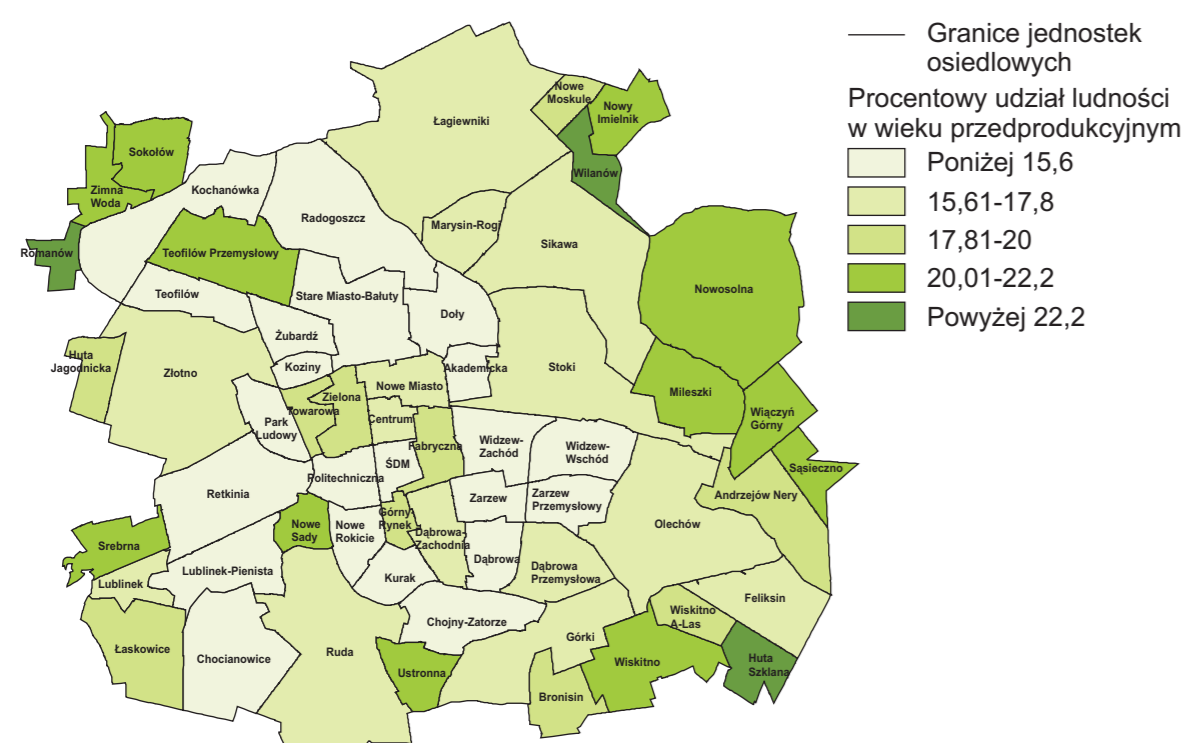 Granice jednostek
osiedlowych
Procentowy udział ludności
w wieku przedprodukcyjnym
Poniżej 15,6
15,61-17,8
17,81-20
20,01-22,2
Powyżej 22,2
Nowe
Moskule
Nowy
Imielnik
Łagiewniki
Sokołów
Wilanów
Zimna
Woda
Kochanówka
Radogoszcz
Marysin-Rogi
Sikawa
Romanów
Teofilów Przemysłowy
Teofilów
Stare Miasto-Bałuty
Nowosolna
Doły
Żubardź
Huta
Jagodnicka
Złotno
Koziny
Akademicka
Stoki
Nowe Miasto
Mileszki
Zielona
Towarowa
Wiączyń
Górny
Park
Ludowy
Centrum
Fabryczna
Widzew-
Zachód
Widzew-
Wschód
ŚDM
Sąsieczno
Politechniczna
Retkinia
Zarzew
Zarzew
Przemysłowy
Andrzejów Nery
Olechów
Górny
Rynek
Nowe
Sady
Nowe
Rokicie
Dąbrowa-
Zachodnia
Srebrna
Dąbrowa
Dąbrowa
Przemysłowa
Lublinek-Pienista
Kurak
Lublinek
Feliksin
Wiskitno
A-Las
Chojny-Zatorze
Górki
Łaskowice
Chocianowice
Ruda
Wiskitno
Huta
Szklana
Ustronna
Bronisin